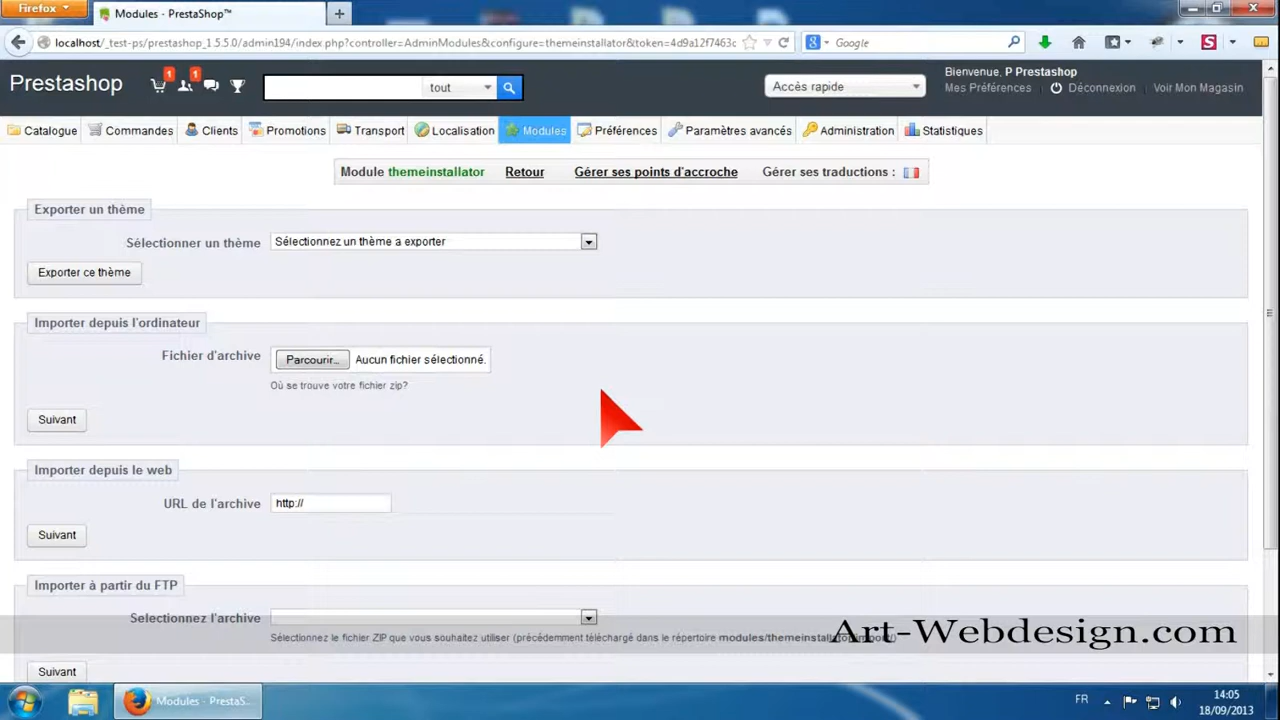 Firefox
Modules - PrestaShop™
localhost/_test-ps/prestashop_1.5.5.0/admin194/index.php?controller=AdminModules&configure=themeinstallator&token=4d9a12f7463c
Google
Prestashop
1
1
tout
Accès rapide
Bienvenue, P Prestashop
Mes Préférences
Déconnexion
Voir Mon Magasin
Catalogue
Commandes
Clients
Promotions
Transport
Localisation
Modules
Préférences
Paramètres avancés
Administration
Statistiques
Module themeinstallator
Retour
Gérer ses points d'accroche
Gérer ses traductions :
Exporter un thème
Sélectionner un thème
Sélectionnez un thème a exporter
Exporter ce thème
Importer depuis l'ordinateur
Fichier d'archive
Parcourir...
Aucun fichier sélectionné.
Où se trouve votre fichier zip?
Suivant
Importer depuis le web
URL de l'archive
http://
Suivant
Importer à partir du FTP
Selectionnez l'archive
Sélectionnez le fichier ZIP que vous souhaitez utiliser (précédemment téléchargé dans le répertoire modules/themeinstallator/import/)
Art-Webdesign.com
Suivant
Modules - PrestaS...
FR
14:05
18/09/2013